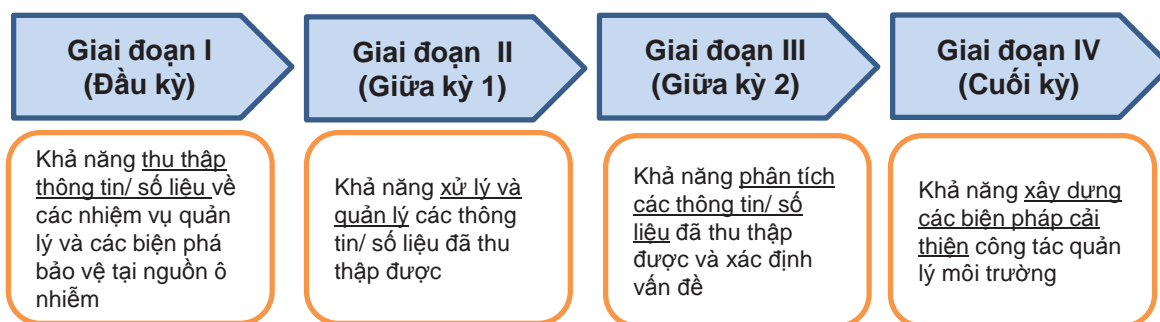 Giai đoạn I
(Đầu kỳ)
Giai đoạn II
(Giữa kỳ 1)
Giai đoạn III
(Giữa kỳ 2)
Giai đoạn IV
(Cuối kỳ)
Khả năng thu thập
thông tin/ số liệu về
các nhiệm vụ quản
lý và các biện phá
bảo vệ tại nguồn ô
nhiễm
Khả năng xử lý và
quản lý các thông
tin/ số liệu đã thu
thập được
Khả năng phân tích
các thông tin/ số
liệu đã thu thập
được và xác định
vấn đề
Khả năng xây dựng
các biện pháp cải
thiện công tác quản
lý môi trường